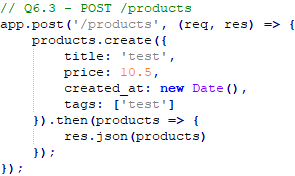 // Q6.3 - POST /products
app.post('/products', (req, res) => {
    products.create({
        title: 'test',
        price: 10.5,
        created_at: new Date(),
        tags: ['test']
    }).then(products => {
        res.json(products)
    });
});